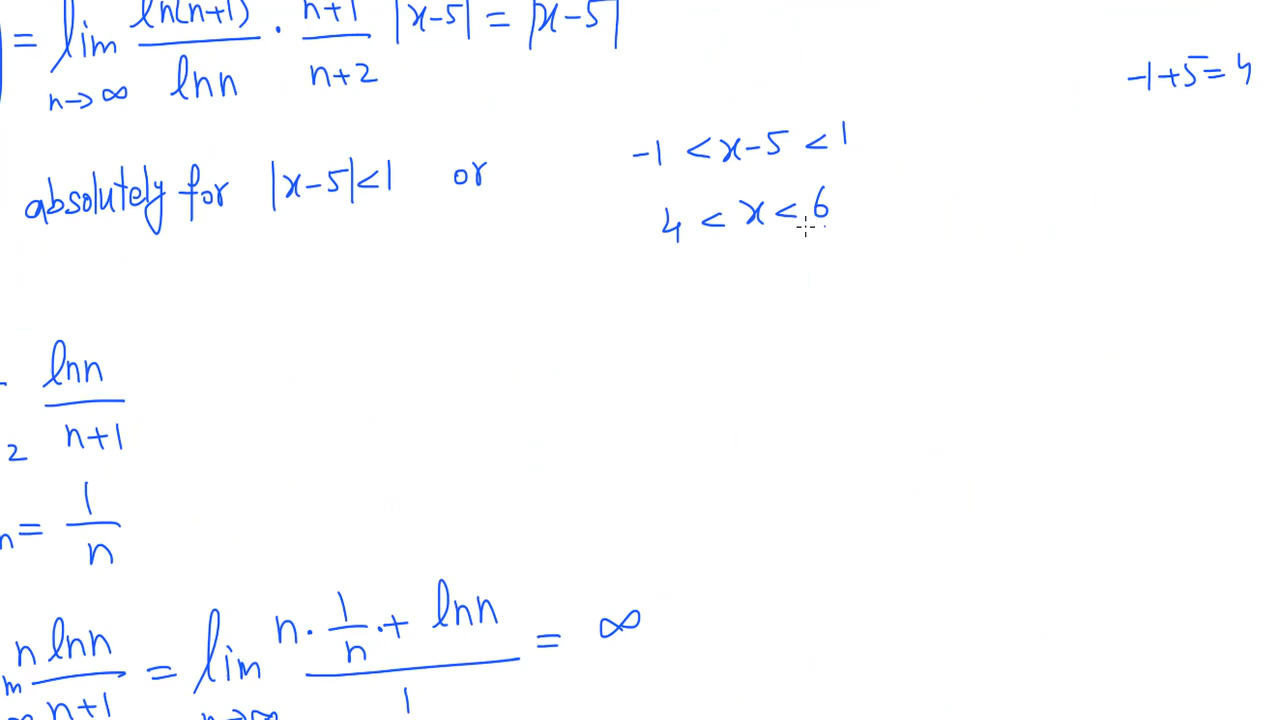 = lim n→∞ ln(n+1)/ln n · n+1/n+2 |x-5| = |x-5|
-1+5=4
-1 < x-5 < 1
absolutely for |x-5|<1 or
4 < x < 6
ln n/n+1
2
n = 1/n
n ln n/n+1 = lim n→∞ n · 1/n · + ln n/1 = ∞